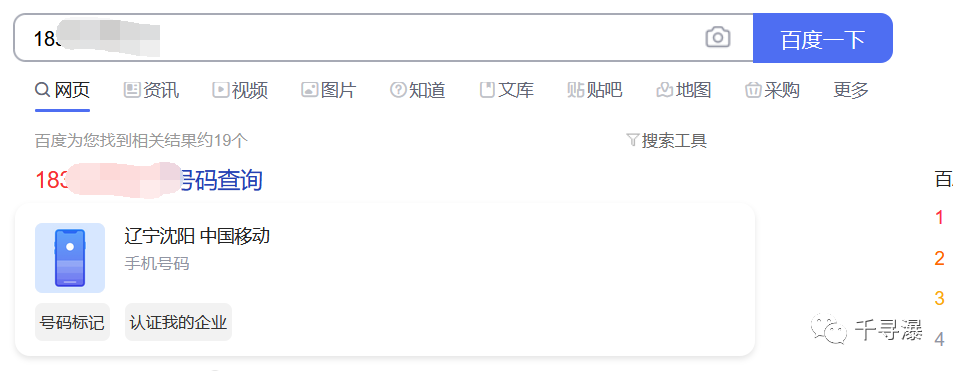 183
百度一下
网页 资讯 视频 图片 知道 文库 贴吧 地图 采购 更多
百度为您找到相关结果约19个
搜索工具
183 号码查询
辽宁沈阳 中国移动
手机号码
号码标记 认证我的企业
百
1
2
3
4
千寻瀑